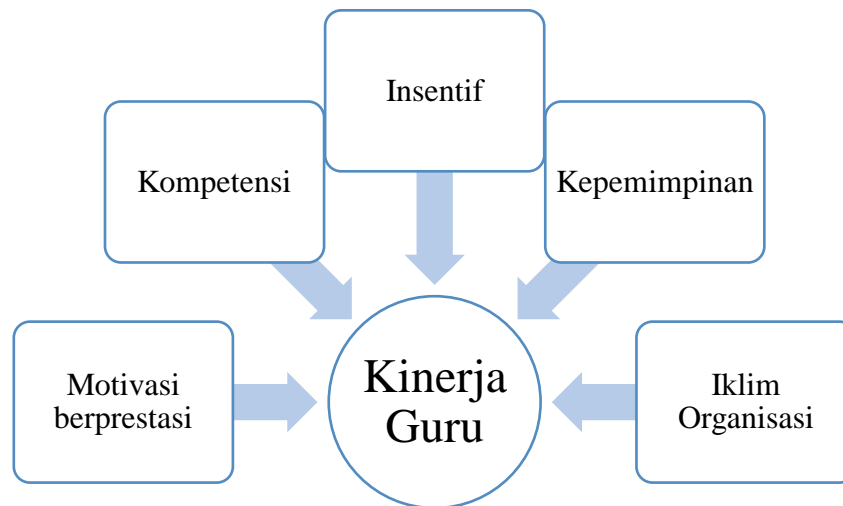 Insentif
Kompetensi
Kepemimpinan
Motivasi
berprestasi
Kinerja
Guru
Iklim
Organisasi